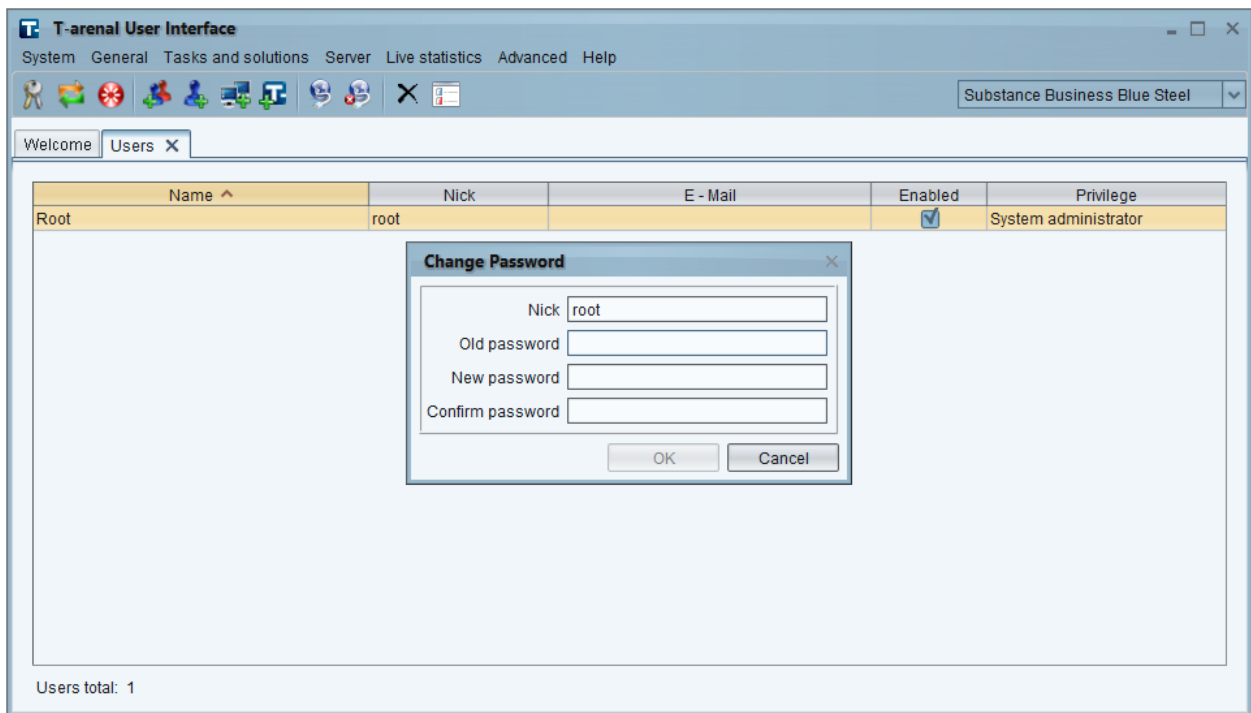 T-arenal User Interface
System General Tasks and solutions Server Live statistics Advanced Help
Substance Business Blue Steel
Welcome Users
Name Nick E - Mail Enabled Privilege
Root root System administrator
Change Password
Nick root
Old password
New password
Confirm password
OK Cancel
Users total: 1